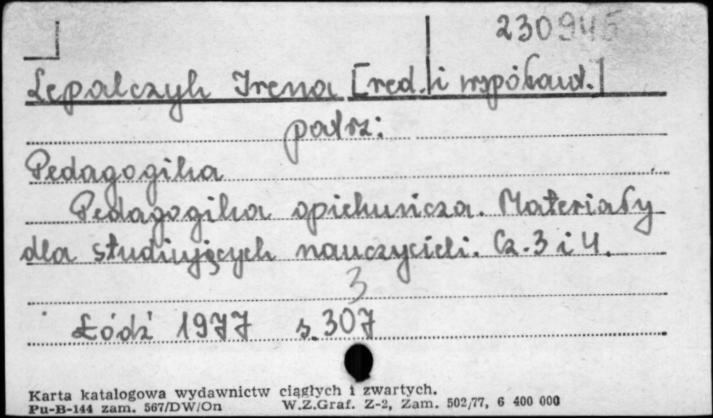 230945
Lepalczyk Irena [red. i współaut.]
patrz:
Pedagogika
Pedagogika opiekuńcza. Materiały
dla studiujących nauczycieli. Cz. 3 i 4.
3
Łódź 1977 s. 307
Karta katalogowa wydawnictw ciągłych i zwartych.
Pu-B-144 zam. 567/DW/On W.Z.Graf. Z-2, Zam. 502/77, 6 400 000